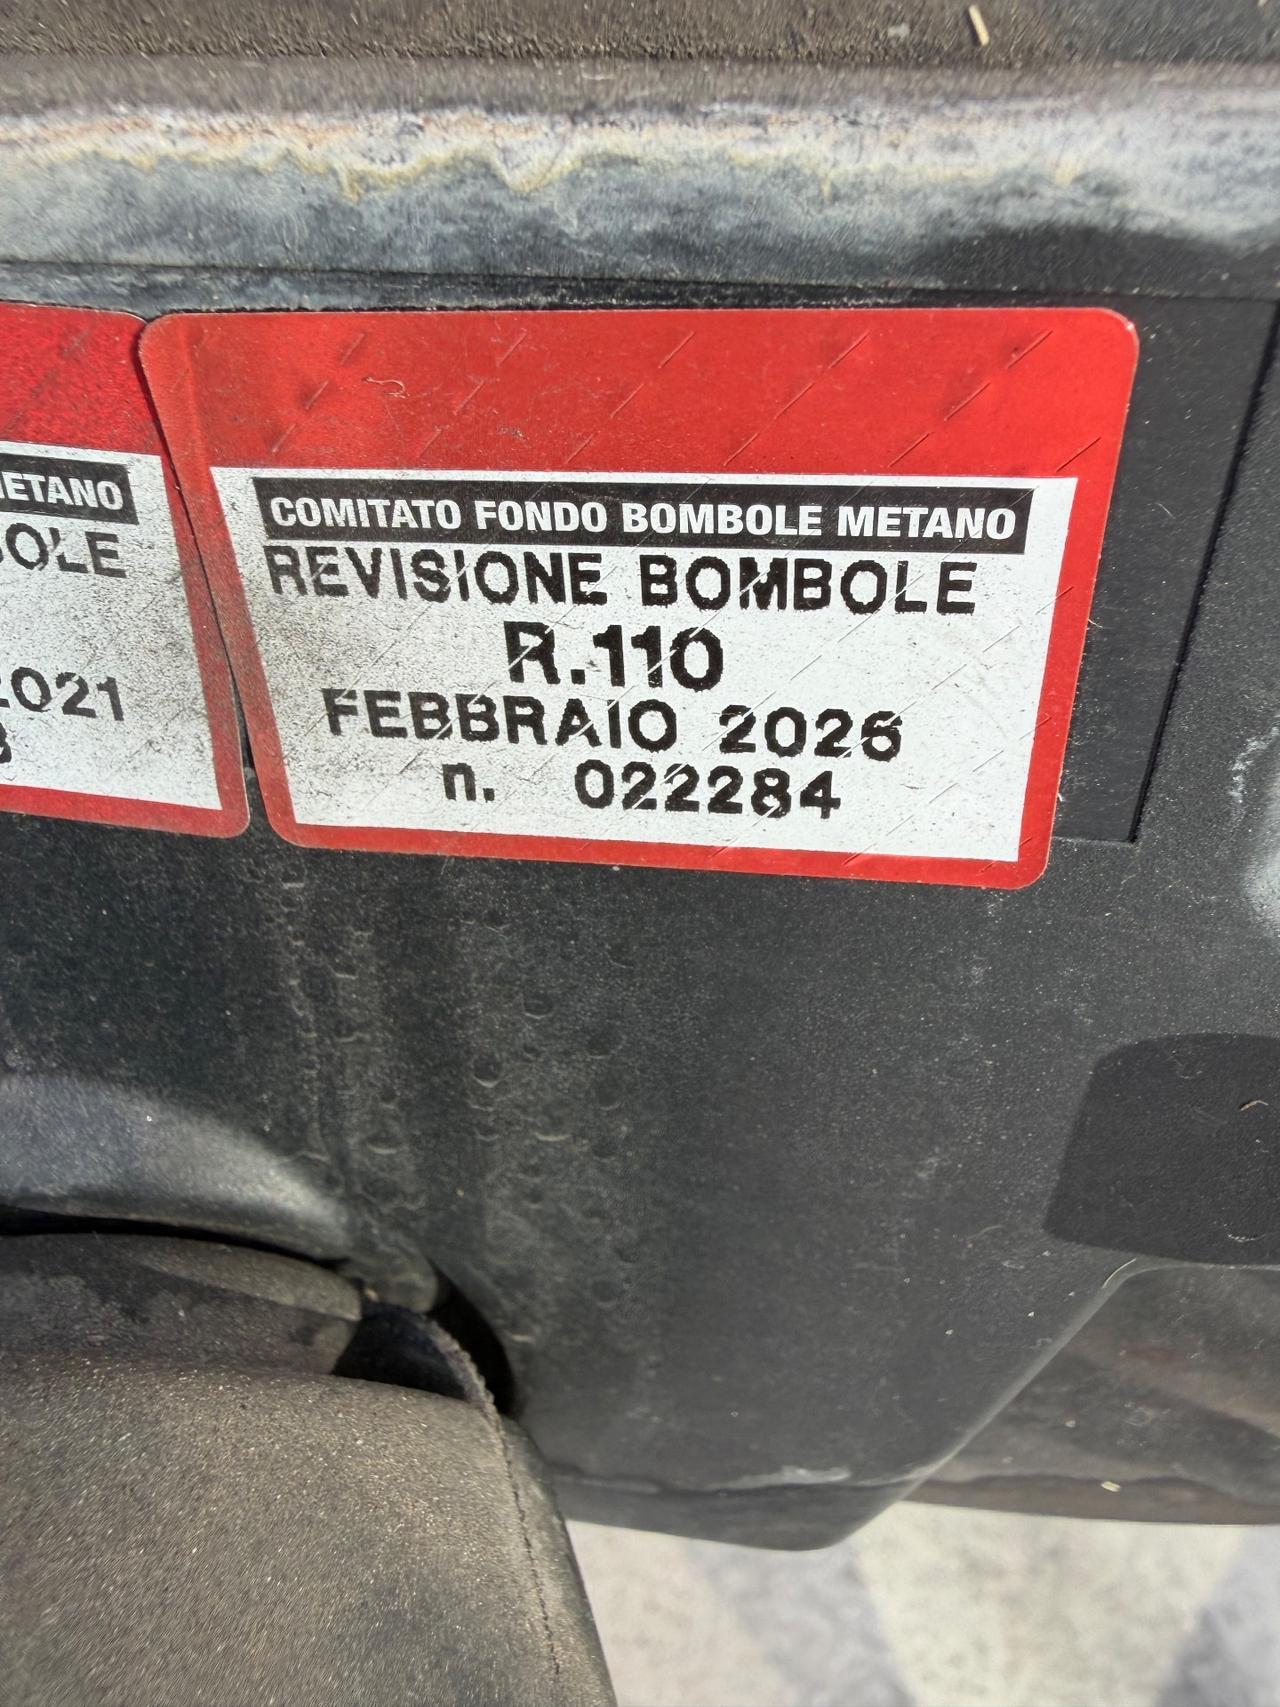 METANO
BOLE
2021
COMITATO FONDO BOMBOLE METANO
REVISIONE BOMBOLE
R.110
FEBBRAIO 2026
n. 022284